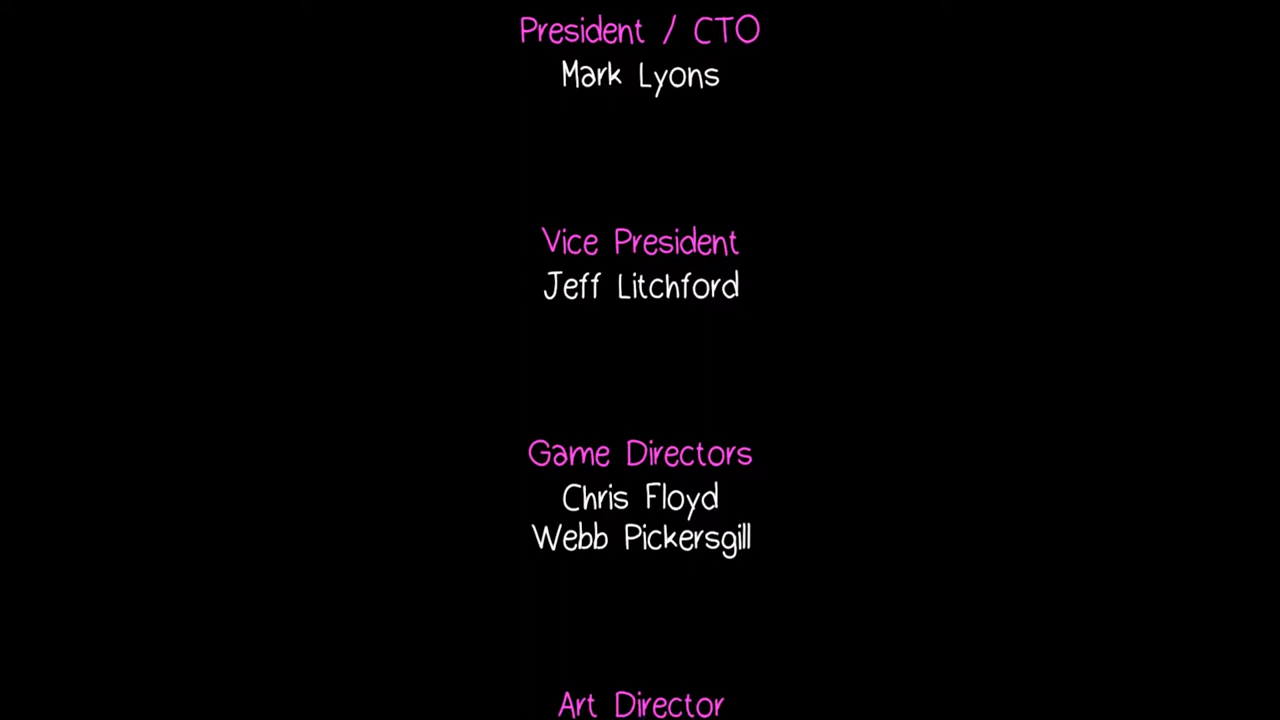 President / CTO
Mark Lyons
Vice President
Jeff Litchford
Game Directors
Chris Floyd
Webb Pickersgill
Art Director